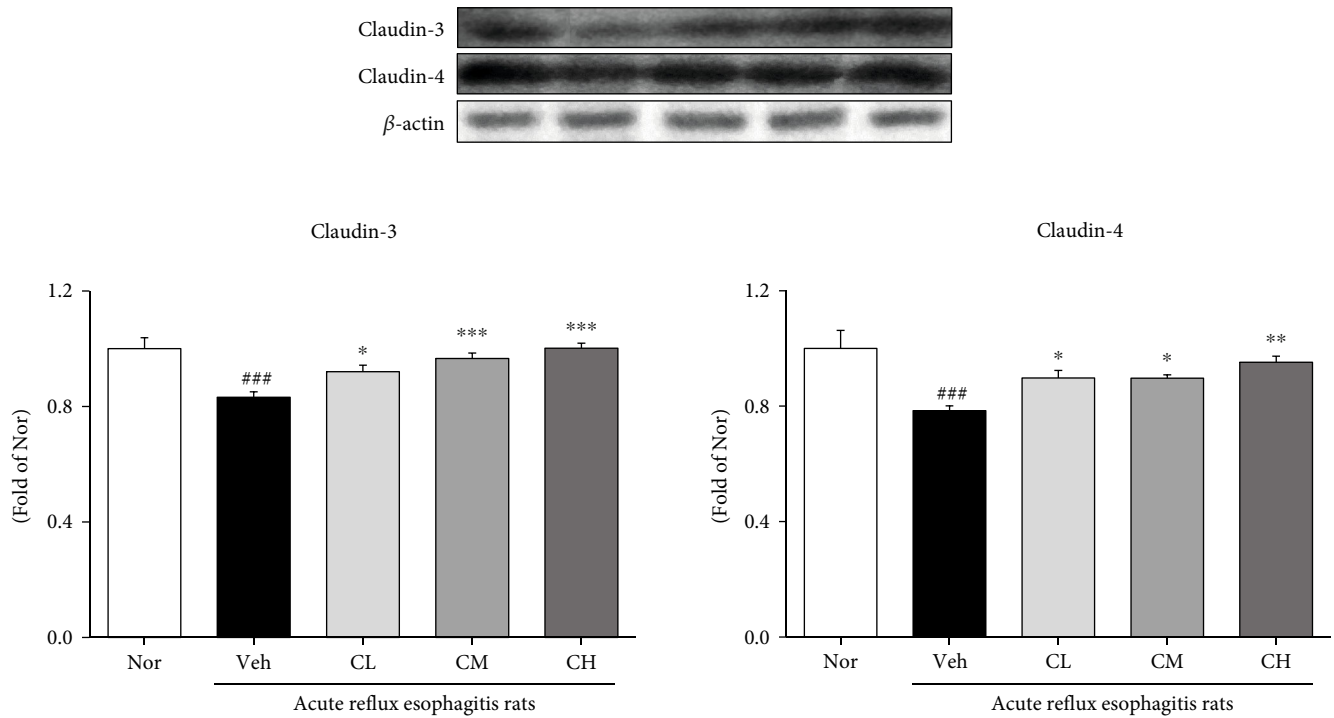 Claudin-3
Claudin-4
β-actin
Claudin-3
(Fold of Nor)
1.2
0.8
0.4
0.0
###
*
***
***
Nor Veh CL CM CH
Acute reflux esophagitis rats
Claudin-4
(Fold of Nor)
1.2
0.8
0.4
0.0
###
*
*
**
Nor Veh CL CM CH
Acute reflux esophagitis rats